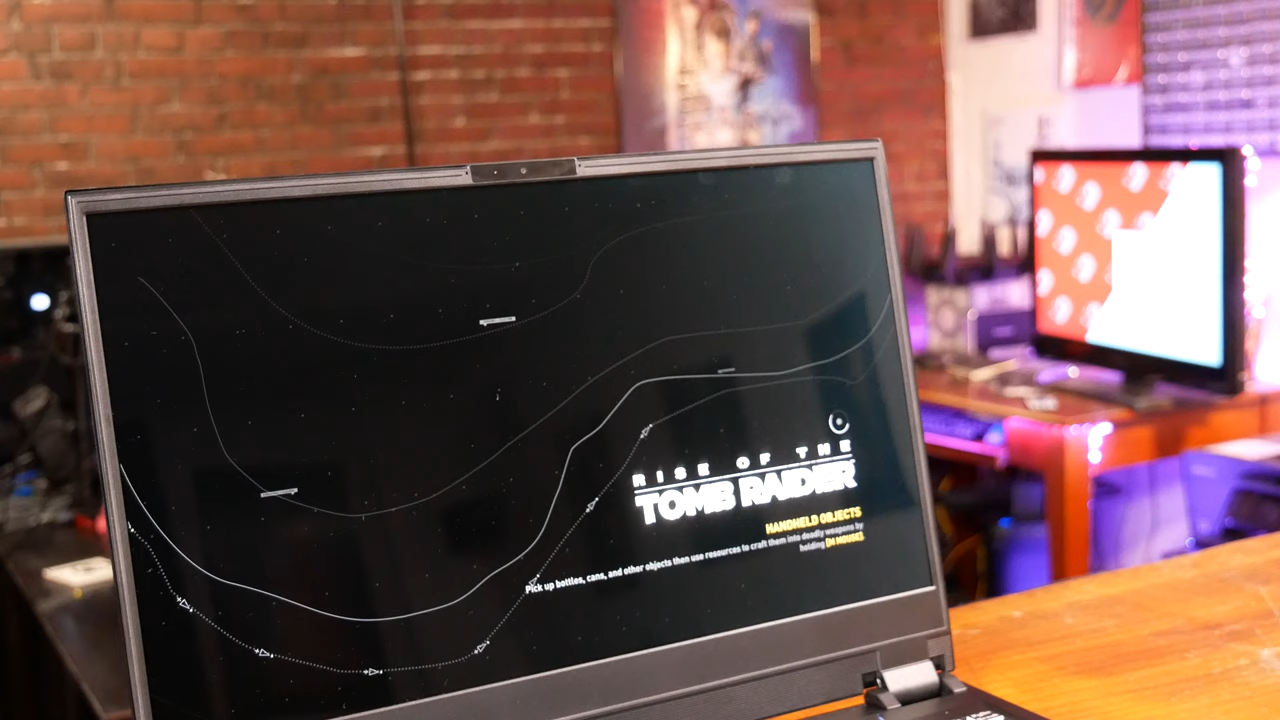 RISE OF THE
TOMB RAIDER
HANDHELD OBJECTS
Pick up bottles, cans, and other objects then use resources to craft them into deadly weapons by
holding [M MOUSE].